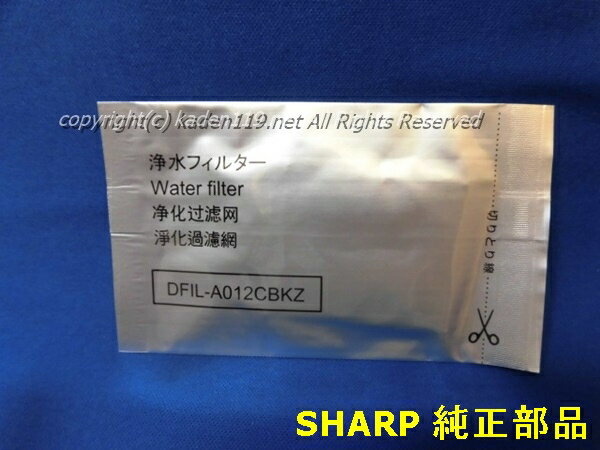 copyright(c) kaden119.net All Rights Reserved
浄水フィルター
Water filter
净化过滤网
淨化過濾網
DFIL-A012CBKZ
切りとり線
SHARP 純正部品